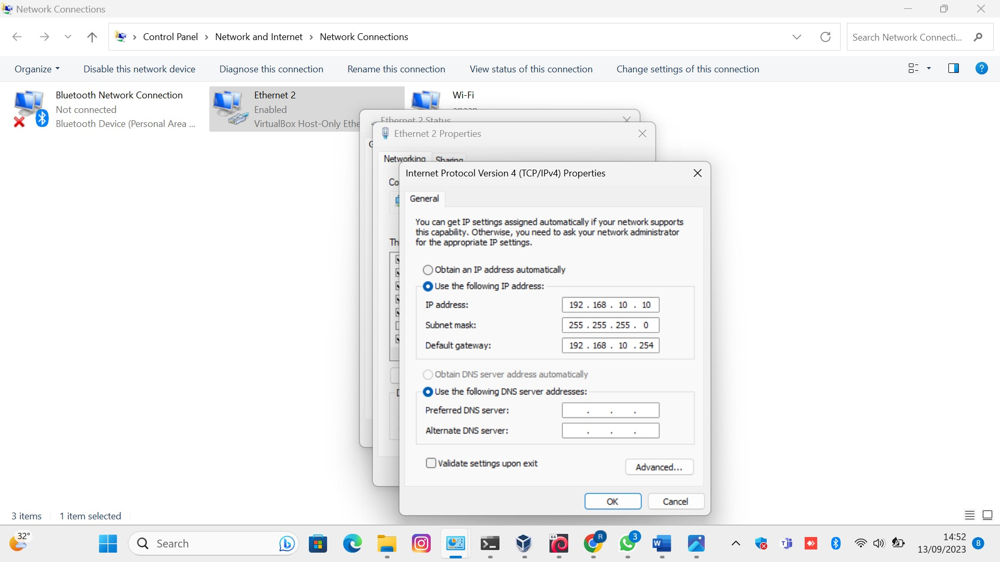 Network Connections
Control Panel > Network and Internet > Network Connections
Search Network Connecti...
Organize
Disable this network device
Diagnose this connection
Rename this connection
View status of this connection
Change settings of this connection
Bluetooth Network Connection
Not connected
Bluetooth Device (Personal Area ...
Ethernet 2
Enabled
VirtualBox Host-Only Ethe
Wi-Fi
Ethernet 2 Status
Ethernet 2 Properties
Networking
Sharing
Co
Th
Internet Protocol Version 4 (TCP/IPv4) Properties
General
You can get IP settings assigned automatically if your network supports
this capability. Otherwise, you need to ask your network administrator
for the appropriate IP settings.
Obtain an IP address automatically
Use the following IP address:
IP address:
192 . 168 . 10 . 10
Subnet mask:
255 . 255 . 255 . 0
Default gateway:
192 . 168 . 10 . 254
Obtain DNS server address automatically
Use the following DNS server addresses:
Preferred DNS server:
. . .
Alternate DNS server:
. . .
Validate settings upon exit
Advanced...
OK
Cancel
3 items
1 item selected
32°
Search
64
R
3
W
14:52
13/09/2023
8